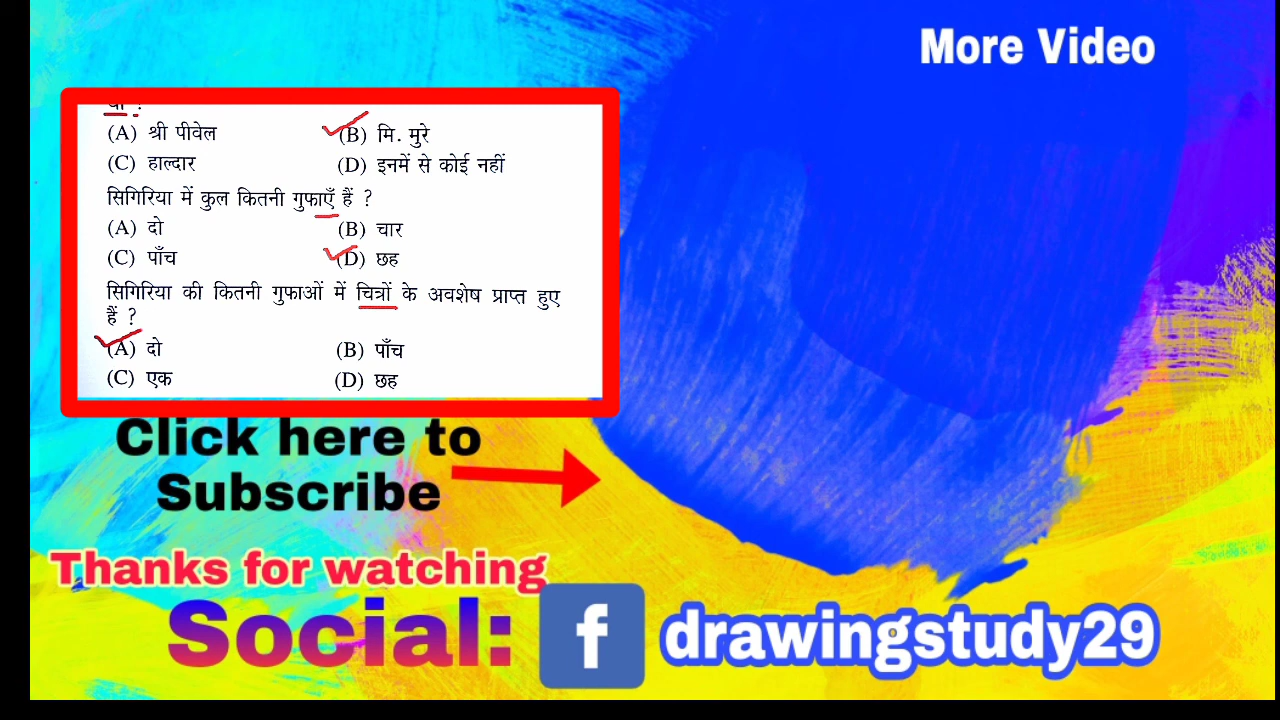 More Video
था ?
(A) श्री पीवेल (B) मि. मुरे
(C) हाल्दार (D) इनमें से कोई नहीं
सिगिरिया में कुल कितनी गुफाएँ हैं ?
(A) दो (B) चार
(C) पाँच (D) छह
सिगिरिया की कितनी गुफाओं में चित्रों के अवशेष प्राप्त हुए
हैं ?
(A) दो (B) पाँच
(C) एक (D) छह
Click here to
Subscribe
Thanks for watching
Social: f drawingstudy29